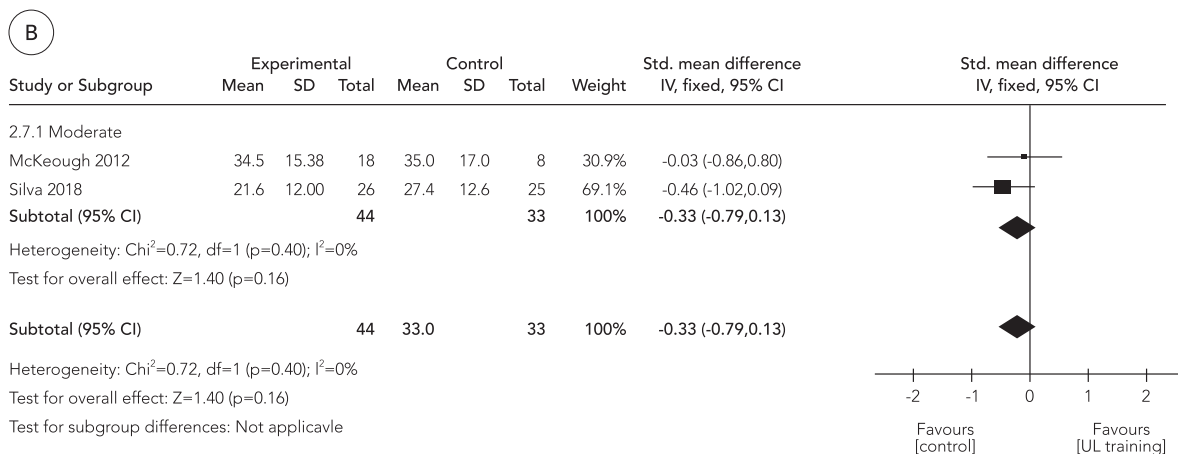 B
Experimental Control Std. mean difference Std. mean difference
Study or Subgroup Mean SD Total Mean SD Total Weight IV, fixed, 95% CI IV, fixed, 95% CI
2.7.1 Moderate
McKeough 2012 34.5 15.38 18 35.0 17.0 8 30.9% -0.03 (-0.86,0.80)
Silva 2018 21.6 12.00 26 27.4 12.6 25 69.1% -0.46 (-1.02,0.09)
Subtotal (95% CI) 44 33 100% -0.33 (-0.79,0.13)
Heterogeneity: Chi²=0.72, df=1 (p=0.40); I²=0%
Test for overall effect: Z=1.40 (p=0.16)
Subtotal (95% CI) 44 33.0 33 100% -0.33 (-0.79,0.13)
Heterogeneity: Chi²=0.72, df=1 (p=0.40); I²=0%
Test for overall effect: Z=1.40 (p=0.16)
Test for subgroup differences: Not applicavle
-2 -1 0 1 2
Favours Favours
[control] [UL training]